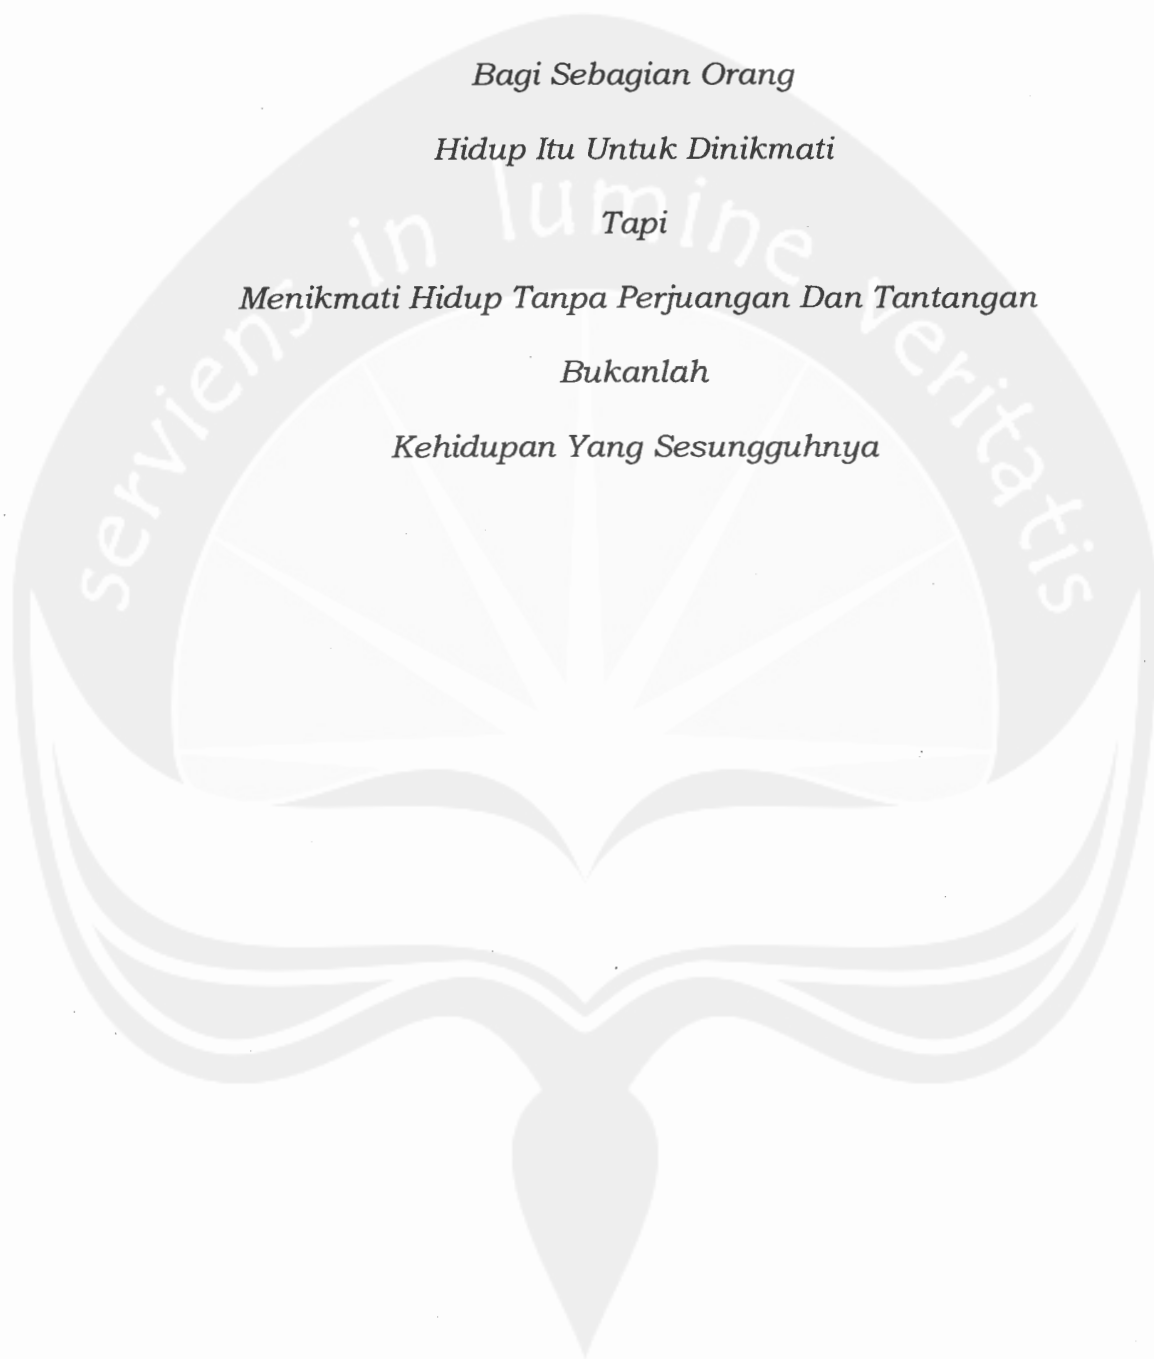 Bagi Sebagian Orang
Hidup Itu Untuk Dinikmati
Tapi
Menikmati Hidup Tanpa Perjuangan Dan Tantangan
Bukanlah
Kehidupan Yang Sesungguhnya
serviens in lumine veritatis